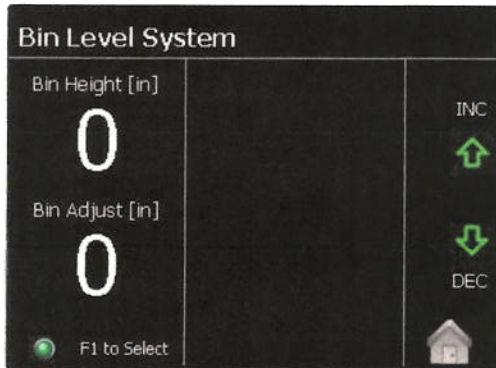 Bin Level System
Bin Height [in]
0
Bin Adjust [in]
0
F1 to Select
INC
DEC